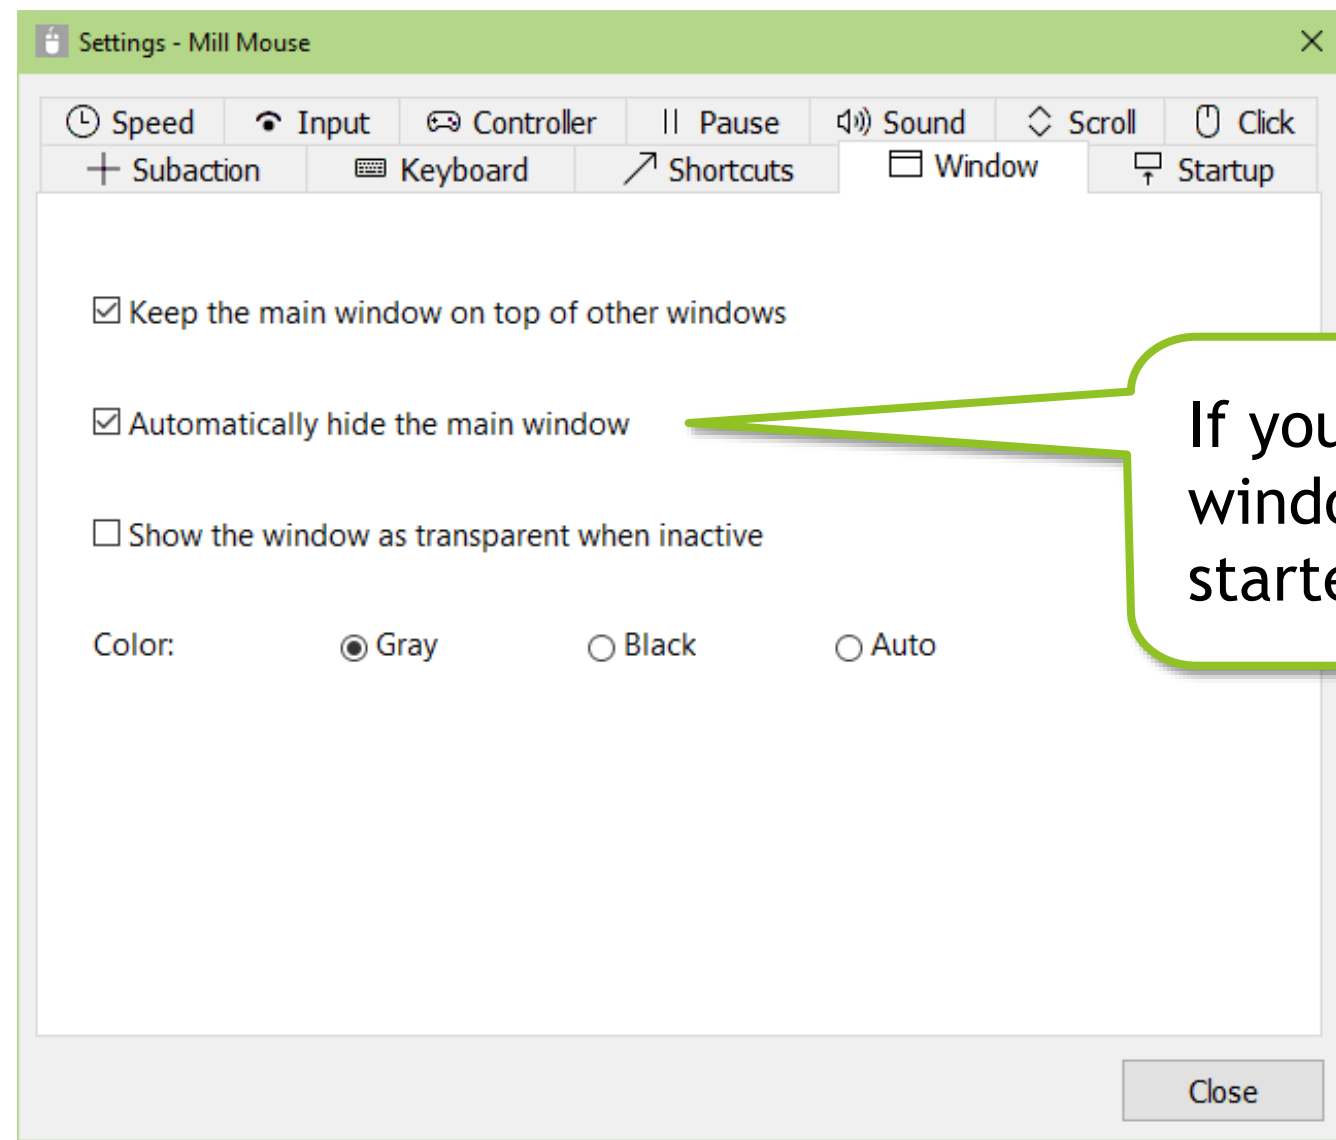 Settings - Mill Mouse
Speed Input Controller Pause Sound Scroll Click
Subaction Keyboard Shortcuts Window Startup
Keep the main window on top of other windows
Automatically hide the main window
If you
Show the window as transparent when inactive
Color: Gray Black Auto
Close